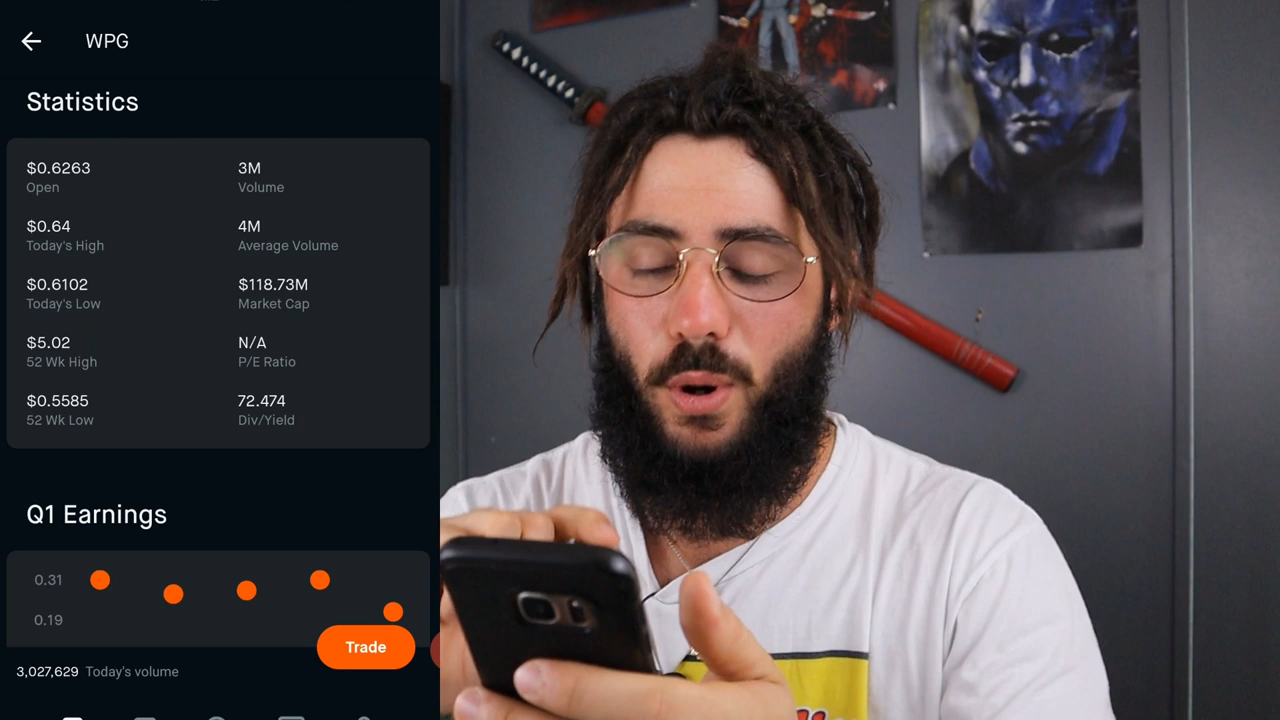 WPG
Statistics
$0.6263
Open
3M
Volume
$0.64
Today's High
4M
Average Volume
$0.6102
Today's Low
$118.73M
Market Cap
$5.02
52 Wk High
N/A
P/E Ratio
$0.5585
52 Wk Low
72.474
Div/Yield
Q1 Earnings
0.31
0.19
Trade
3,027,629 Today's volume